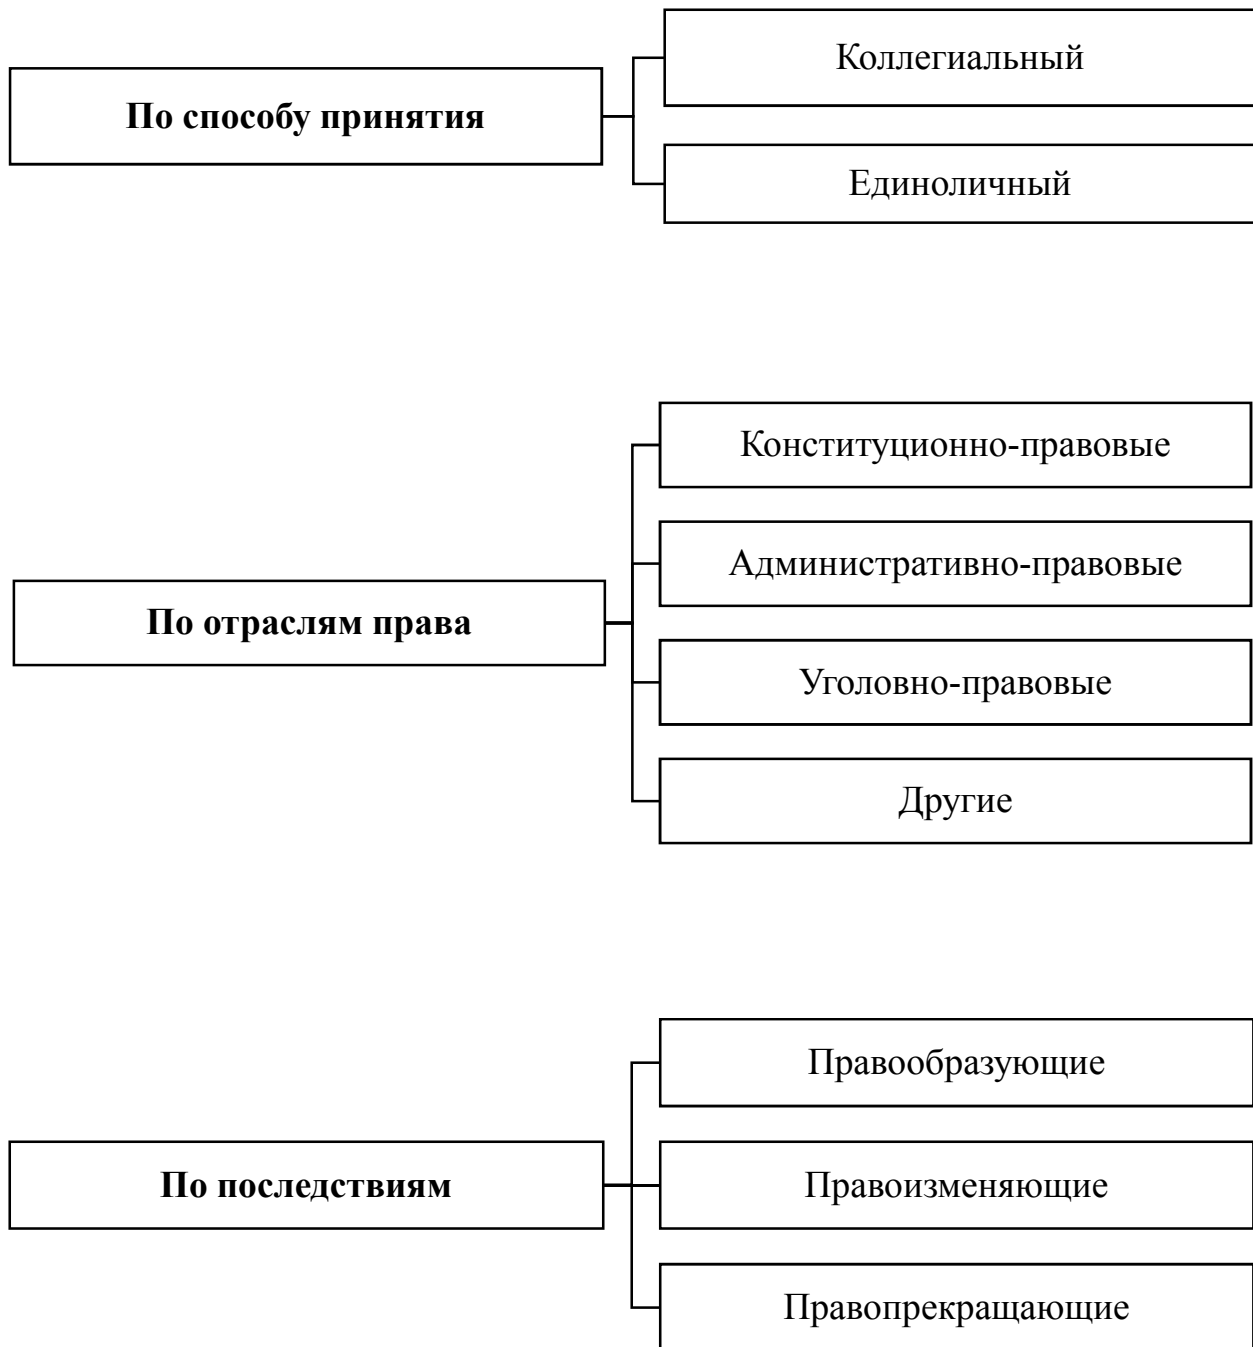 По способу принятия
Коллегиальный
Единоличный
По отраслям права
Конституционно-правовые
Административно-правовые
Уголовно-правовые
Другие
По последствиям
Правообразующие
Правоизменяющие
Правопрекращающие